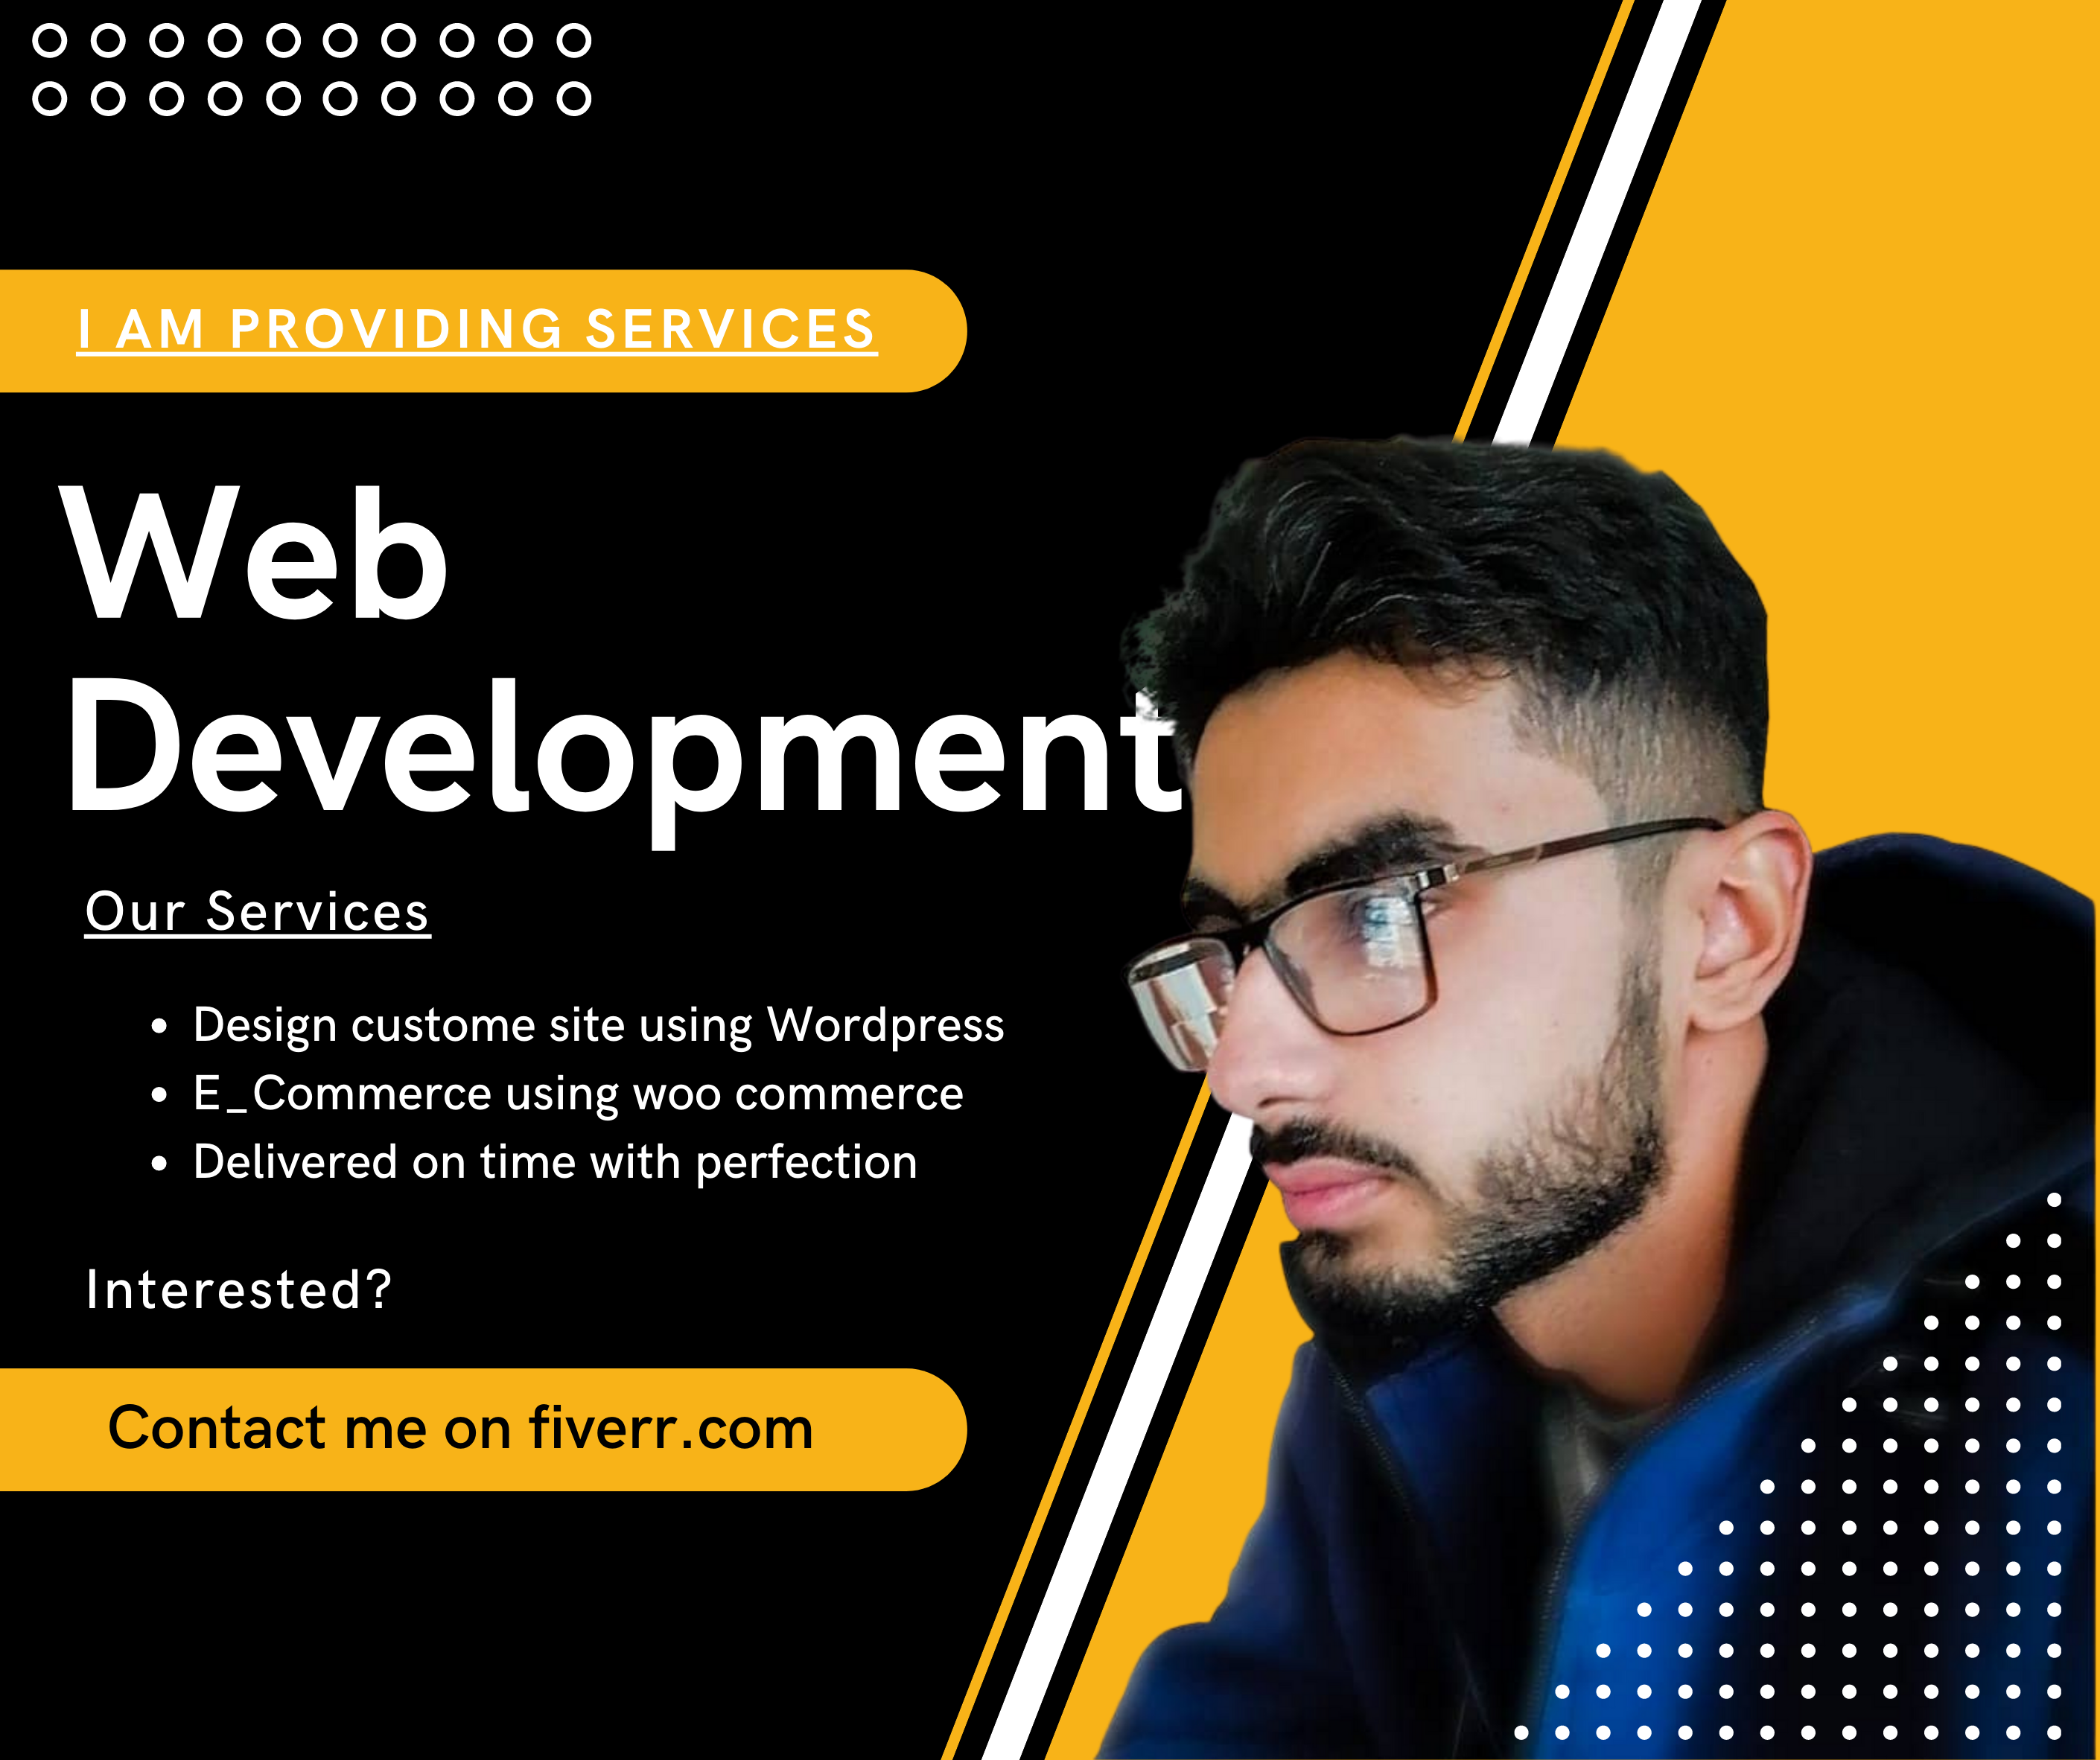 I AM PROVIDING SERVICES
Web
Development
Our Services
• Design custome site using Wordpress
• E_Commerce using woo commerce
• Delivered on time with perfection
Interested?
Contact me on fiverr.com